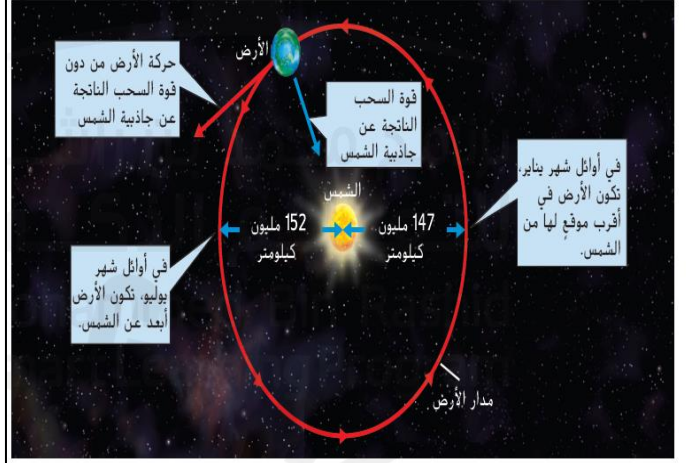 الأرض
حركة الأرض من دون
قوة السحب الناتجة
عن جاذبية الشمس
قوة السحب
الناتجة عن
جاذبية الشمس
في أوائل شهر يناير،
تكون الأرض في
أقرب موقعٍ لها من
الشمس.
الشمس
152 مليون
كيلومتر
147 مليون
كيلومتر
في أوائل شهر
يوليو، تكون الأرض
أبعد عن الشمس.
مدار الأرض